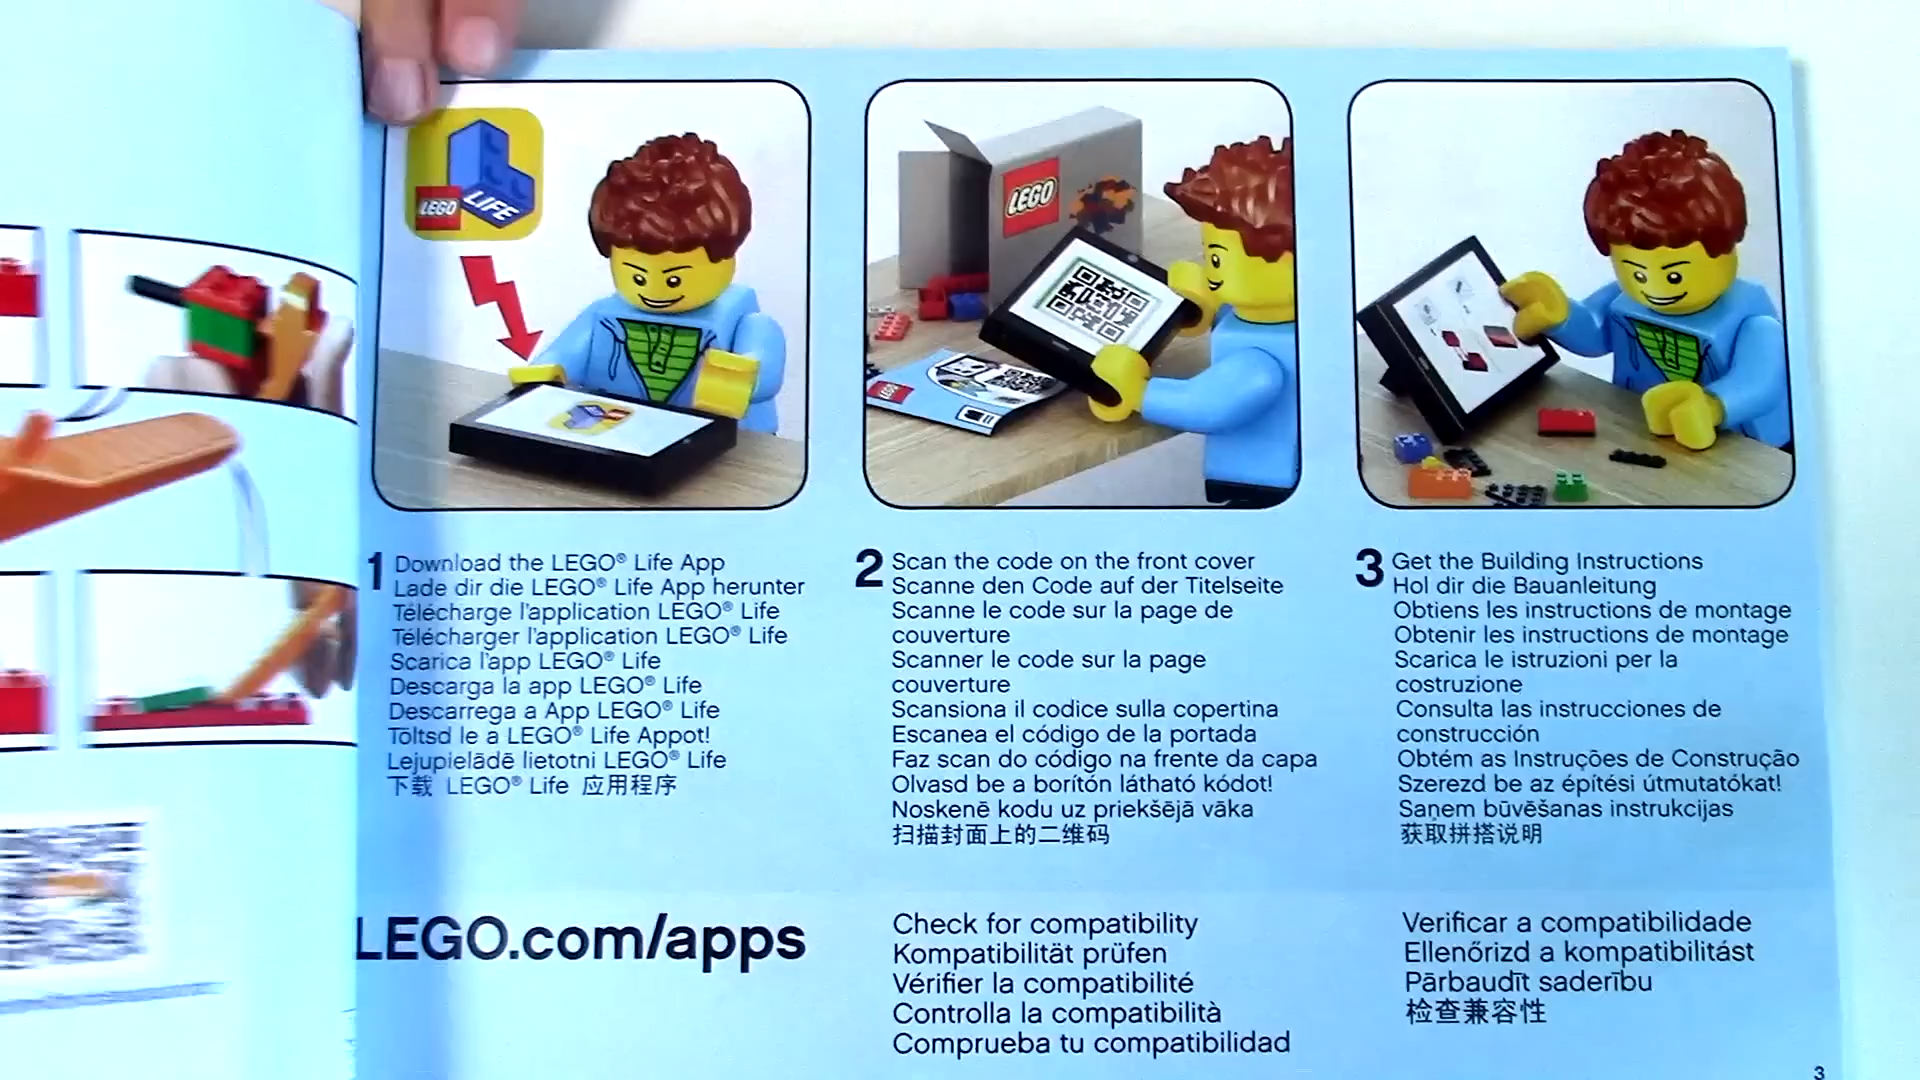 LEGO
LIFE
LEGO
LEGO
1
Download the LEGO® Life App
Lade dir die LEGO® Life App herunter
Télécharge l'application LEGO® Life
Télécharger l'application LEGO® Life
Scarica l'app LEGO® Life
Descarga la app LEGO® Life
Descarrega a App LEGO® Life
Töltsd le a LEGO® Life Appot!
Lejupielādē lietotni LEGO® Life
下载 LEGO® Life 应用程序
2
Scan the code on the front cover
Scanne den Code auf der Titelseite
Scanne le code sur la page de
couverture
Scanner le code sur la page
couverture
Scansiona il codice sulla copertina
Escanea el código de la portada
Faz scan do código na frente da capa
Olvasd be a borítón látható kódot!
Noskenē kodu uz priekšējā vāka
扫描封面上的二维码
3
Get the Building Instructions
Hol dir die Bauanleitung
Obtiens les instructions de montage
Obtenir les instructions de montage
Scarica le istruzioni per la
costruzione
Consulta las instrucciones de
construcción
Obtém as Instruções de Construção
Szerezd be az építési útmutatókat!
Saņem būvēšanas instrukcijas
获取拼搭说明
LEGO.com/apps
Check for compatibility
Kompatibilität prüfen
Vérifier la compatibilité
Controlla la compatibilità
Comprueba tu compatibilidad
Verificar a compatibilidade
Ellenőrizd a kompatibilitást
Pārbaudīt saderību
检查兼容性
3